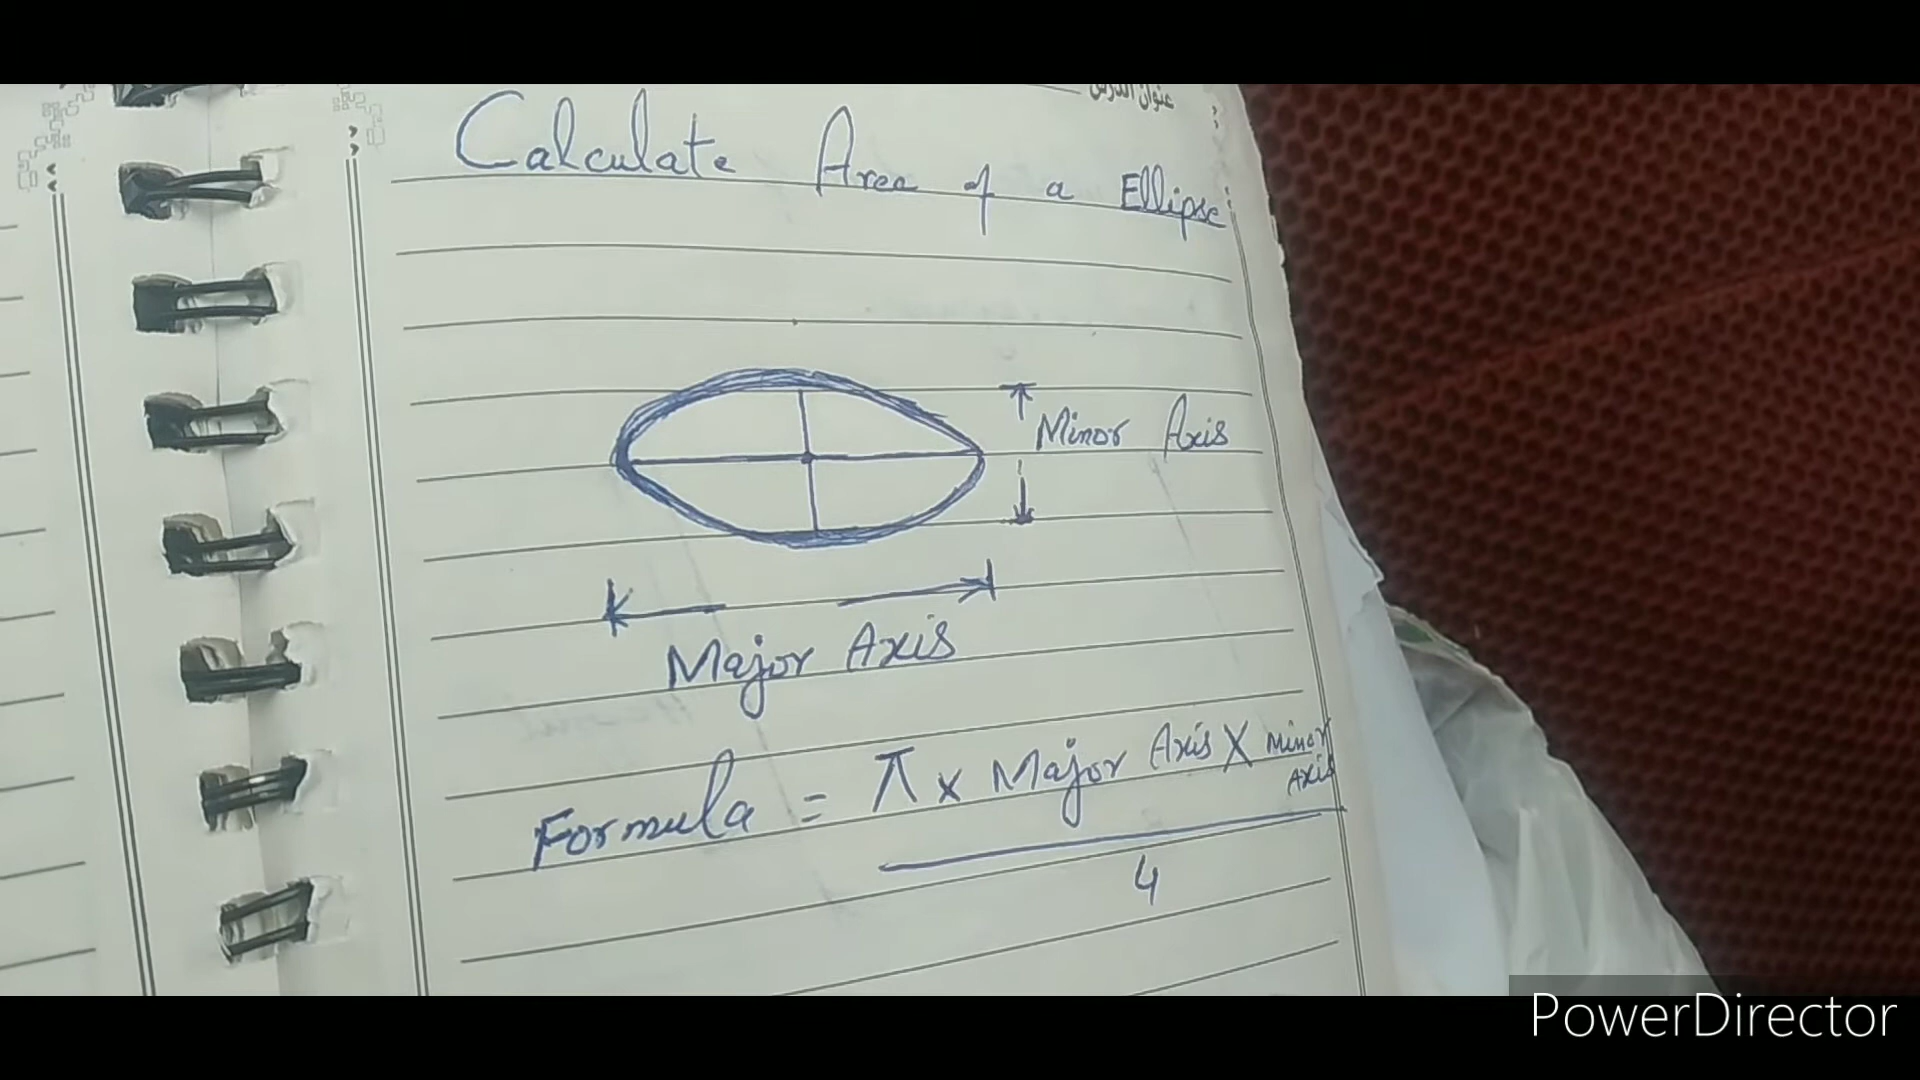 عنوان الدرس
Calculate Area of a Ellipse
Minor Axis
Major Axis
Formula = π x Major Axis X Minor Axis
4
PowerDirector